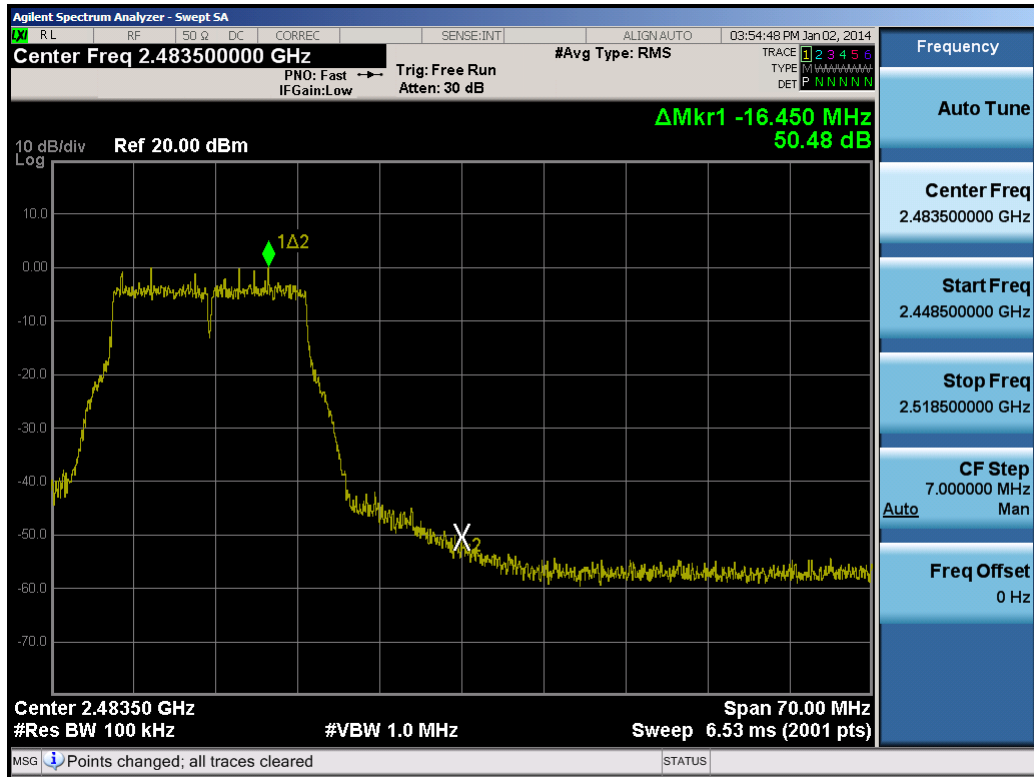 Agilent Spectrum Analyzer - Swept SA
LXI RL RF 50 Ω DC CORREC SENSE:INT ALIGN AUTO 03:54:48 PM Jan 02, 2014
Center Freq 2.483500000 GHz
#Avg Type: RMS
TRACE 1 2 3 4 5 6
PNO: Fast
Trig: Free Run
TYPE M
IFGain:Low
Atten: 30 dB
DET P N N N N N
ΔMkr1 -16.450 MHz
50.48 dB
10 dB/div
Log
Ref 20.00 dBm
10.0
1Δ2
0.00
-10.0
-20.0
-30.0
-40.0
-50.0
2
-60.0
-70.0
Center 2.48350 GHz
Span 70.00 MHz
#Res BW 100 kHz
#VBW 1.0 MHz
Sweep 6.53 ms (2001 pts)
MSG Points changed; all traces cleared
STATUS
Frequency
Auto Tune
Center Freq
2.483500000 GHz
Start Freq
2.448500000 GHz
Stop Freq
2.518500000 GHz
CF Step
7.000000 MHz
Auto Man
Freq Offset
0 Hz